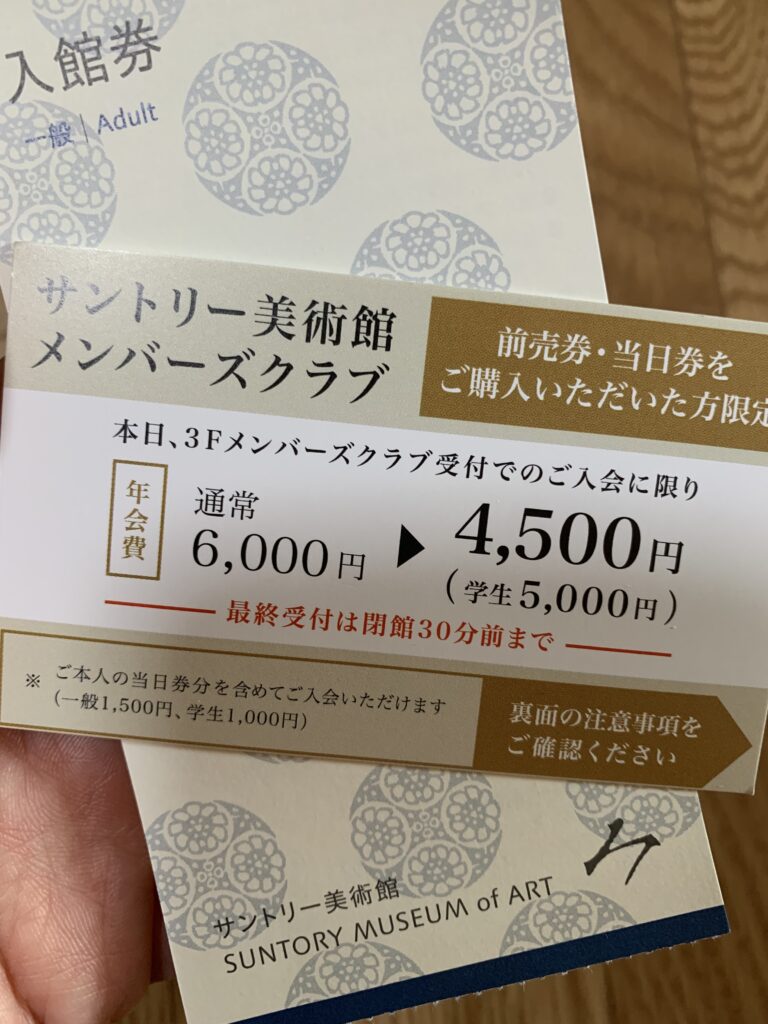 入館券
一般 | Adult
サントリー美術館
メンバーズクラブ
前売券・当日券を
ご購入いただいた方限定
本日、3Fメンバーズクラブ受付でのご入会に限り
年会費
通常
6,000円 ▶ 4,500円
(学生5,000円)
最終受付は閉館30分前まで
※ ご本人の当日券分を含めてご入会いただけます
(一般1,500円、学生1,000円)
裏面の注意事項を
ご確認ください
サントリー美術館
SUNTORY MUSEUM of ART